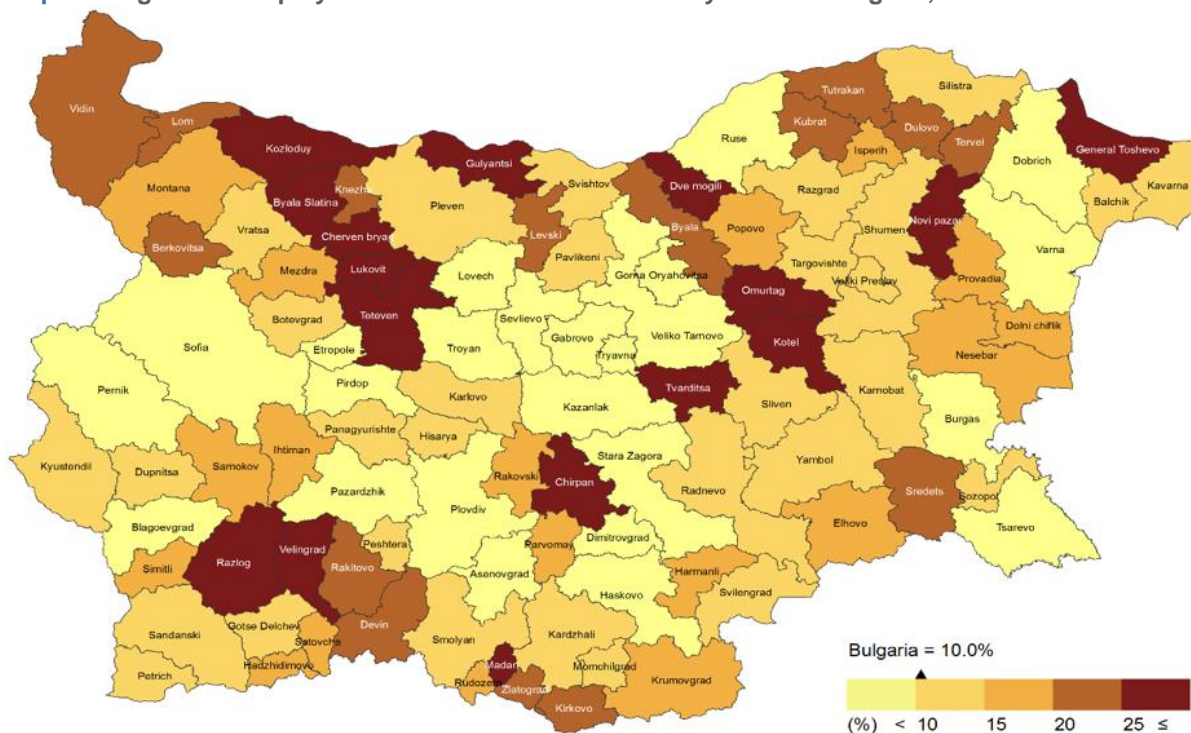 Vidin
Lom
Kozloduy
Gulyantsi
Svishtov
Ruse
Tutrakan
Silistra
Kubrat
Dulovo
Tervel
Isperih
Dobrich
General Toshevo
Kavarna
Balchik
Montana
Byala Slatina
Knezha
Pleven
Levski
Dve mogili
Byala
Popovo
Razgrad
Shumen
Novi pazar
Varna
Berkovitsa
Vratsa
Cherven brya
Mezdra
Lukovit
Lovech
Pavlikeni
Gorna Oryahovitsa
Targovishte
Veliki Preslav
Provadia
Omurtag
Dolni chiflik
Botevgrad
Teteven
Sevlievo
Sofia
Etropole
Troyan
Gabrovo
Tryavna
Veliko Tarnovo
Kotel
Nesebar
Pernik
Pirdop
Karlovo
Kazanlak
Tvarditsa
Sliven
Karnobat
Burgas
Kyustendil
Dupnitsa
Samokov
Ihtiman
Panagyurishte
Hisarya
Rakovski
Chirpan
Stara Zagora
Radnevo
Yambol
Sredets
Sozopol
Tsarevo
Blagoevgrad
Pazardzhik
Plovdiv
Dimitrovgrad
Elhovo
Simitli
Razlog
Velingrad
Rakitovo
Peshtera
Asenovgrad
Parvomay
Haskovo
Harmanli
Svilengrad
Sandanski
Gotse Delchev
Satovcha
Devin
Smolyan
Kardzhali
Momchilgrad
Petrich
Hadzhidimovo
Madan
Rudozem
Zlatograd
Kirkovo
Krumovgrad
Bulgaria = 10.0%
(%) < 10 15 20 25 ≤